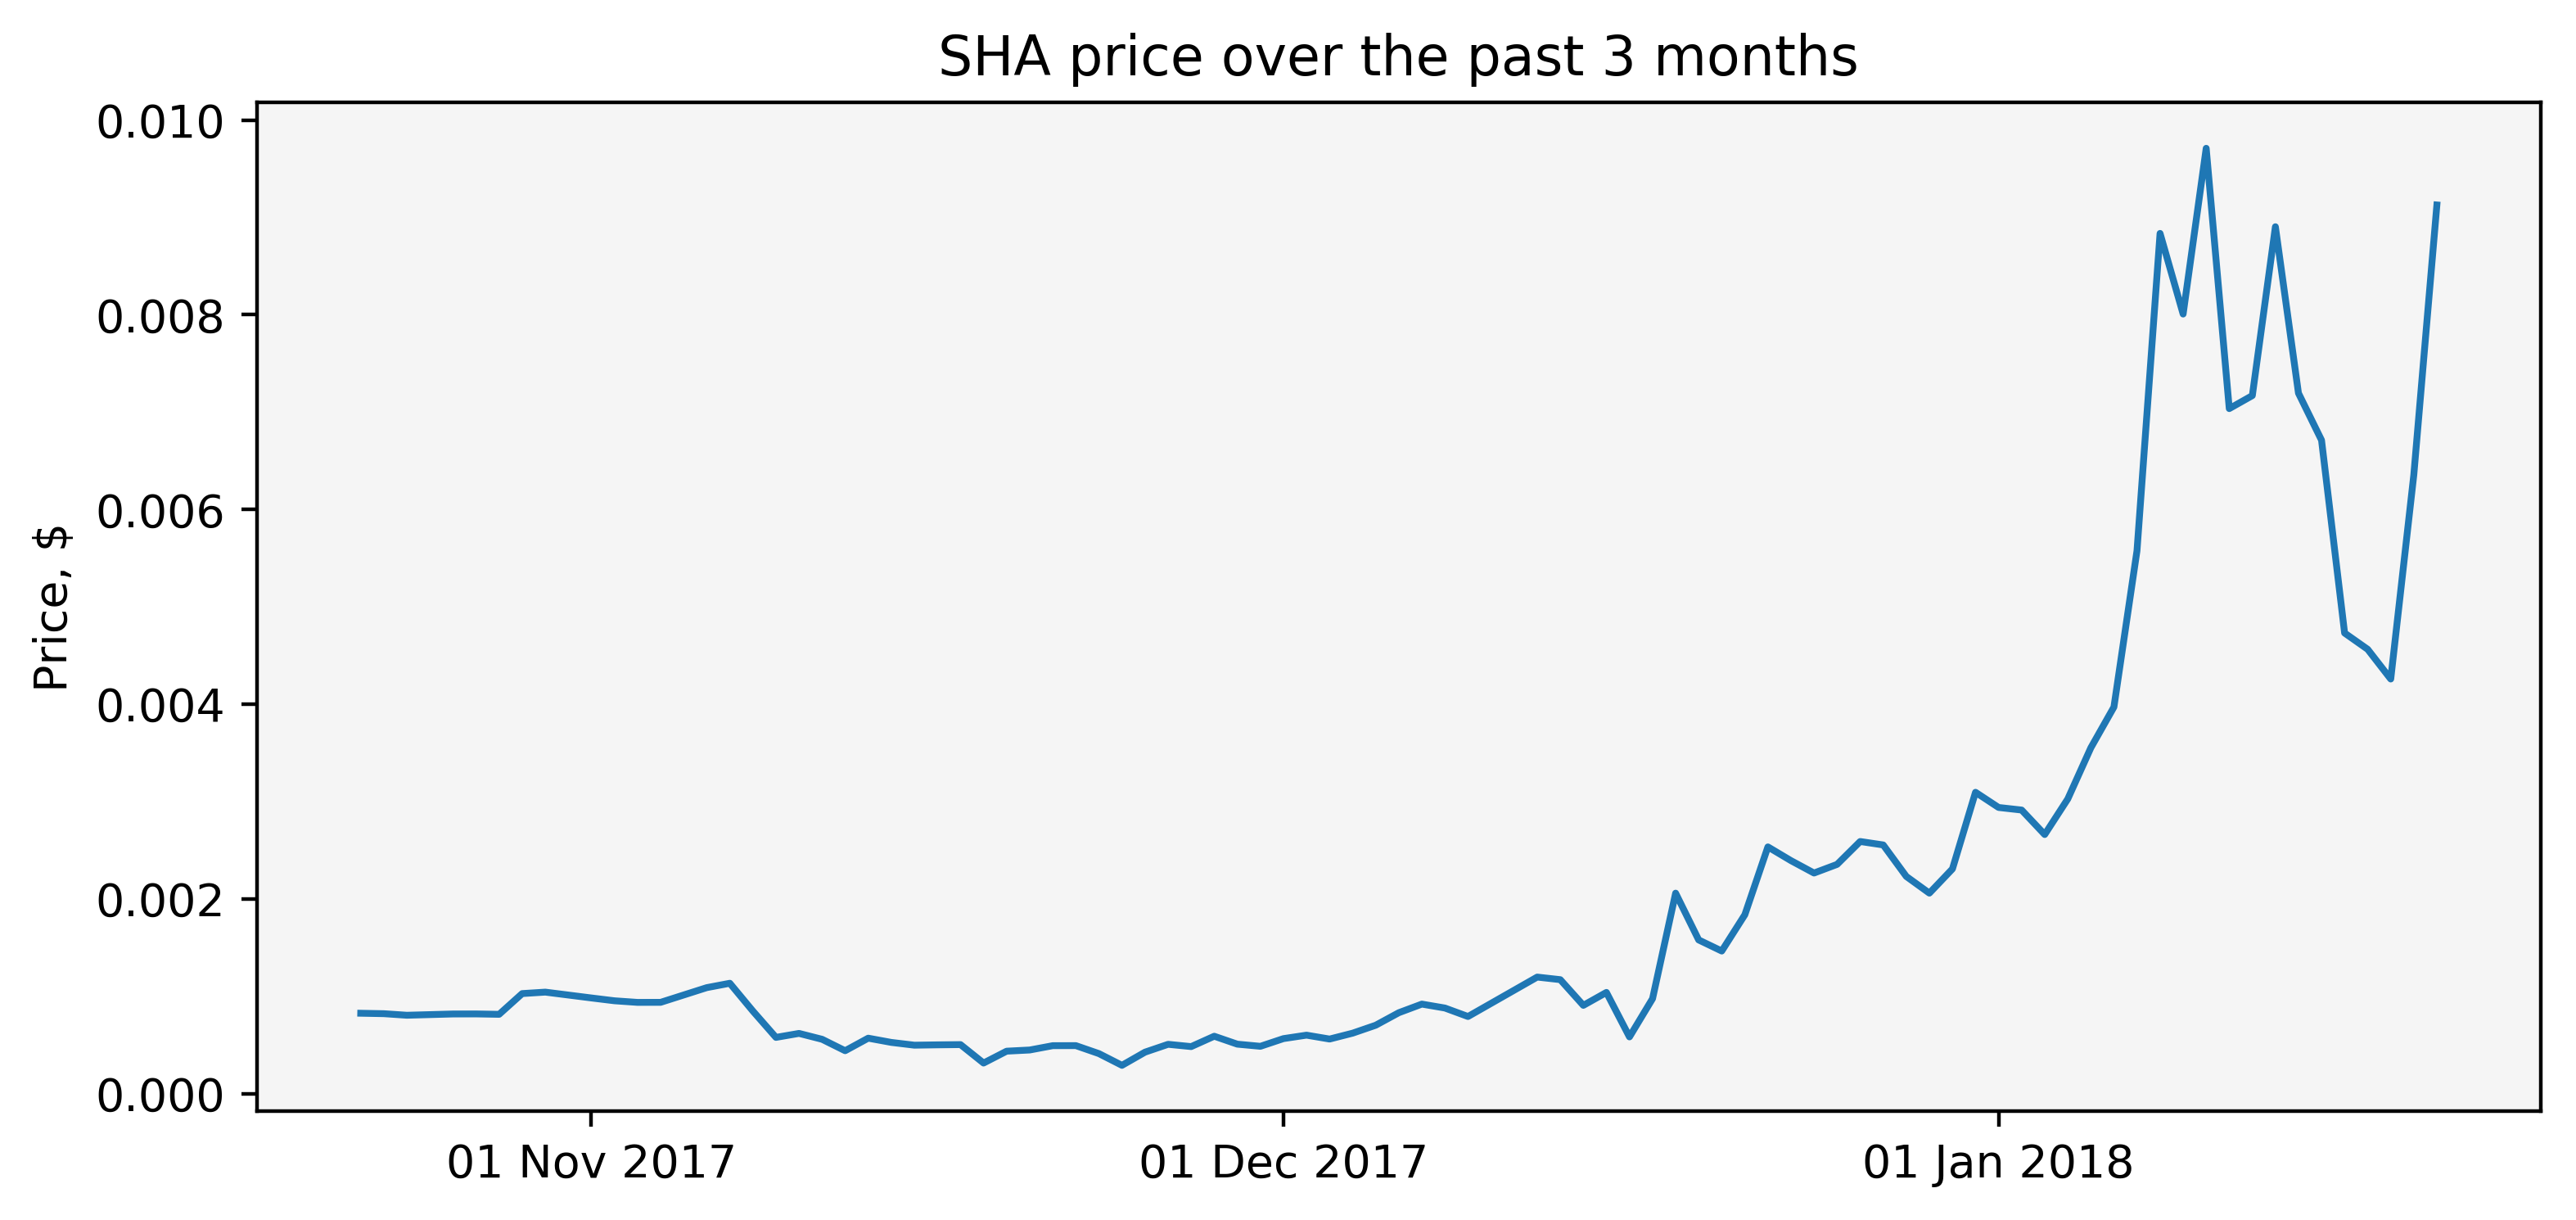 SHA price over the past 3 months
Price, $
0.010
0.008
0.006
0.004
0.002
0.000
01 Nov 2017
01 Dec 2017
01 Jan 2018